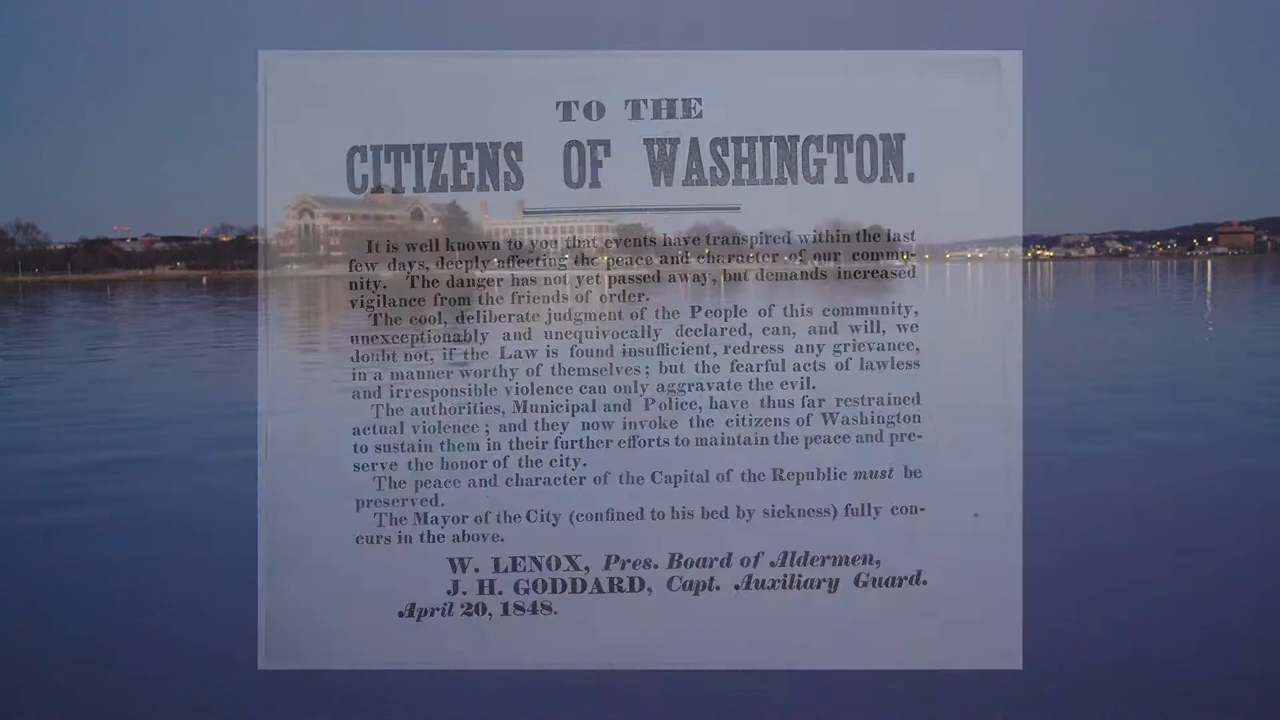 TO THE
CITIZENS OF WASHINGTON.
It is well known to you that events have transpired within the last
few days, deeply affecting the peace and character of our commu-
nity. The danger has not yet passed away, but demands increased
vigilance from the friends of order.
The cool, deliberate judgment of the People of this community,
unexceptionably and unequivocally declared, can, and will, we
doubt not, if the Law is found insufficient, redress any grievance,
in a manner worthy of themselves; but the fearful acts of lawless
and irresponsible violence can only aggravate the evil.
The authorities, Municipal and Police, have thus far restrained
actual violence; and they now invoke the citizens of Washington
to sustain them in their further efforts to maintain the peace and pre-
serve the honor of the city.
The peace and character of the Capital of the Republic must be
preserved.
The Mayor of the City (confined to his bed by sickness) fully con-
curs in the above.
W. LENOX, Pres. Board of Aldermen,
J. H. GODDARD, Capt. Auxiliary Guard.
April 20, 1848.